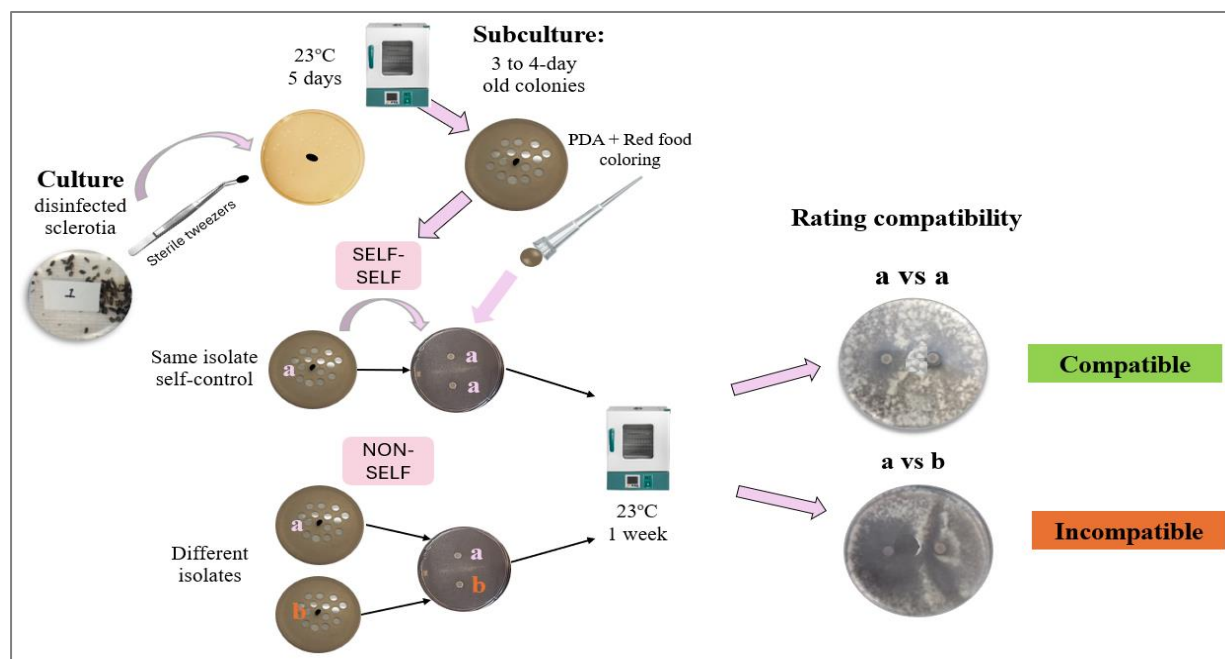 23°C
5 days
Subculture:
3 to 4-day
old colonies
PDA + Red food
coloring
Culture
disinfected
sclerotia
Sterile tweezers
1
SELF-
SELF
Same isolate
self-control
a
a
a
NON-
SELF
Different
isolates
a
b
a
b
23°C
1 week
Rating compatibility
a vs a
Compatible
a vs b
Incompatible